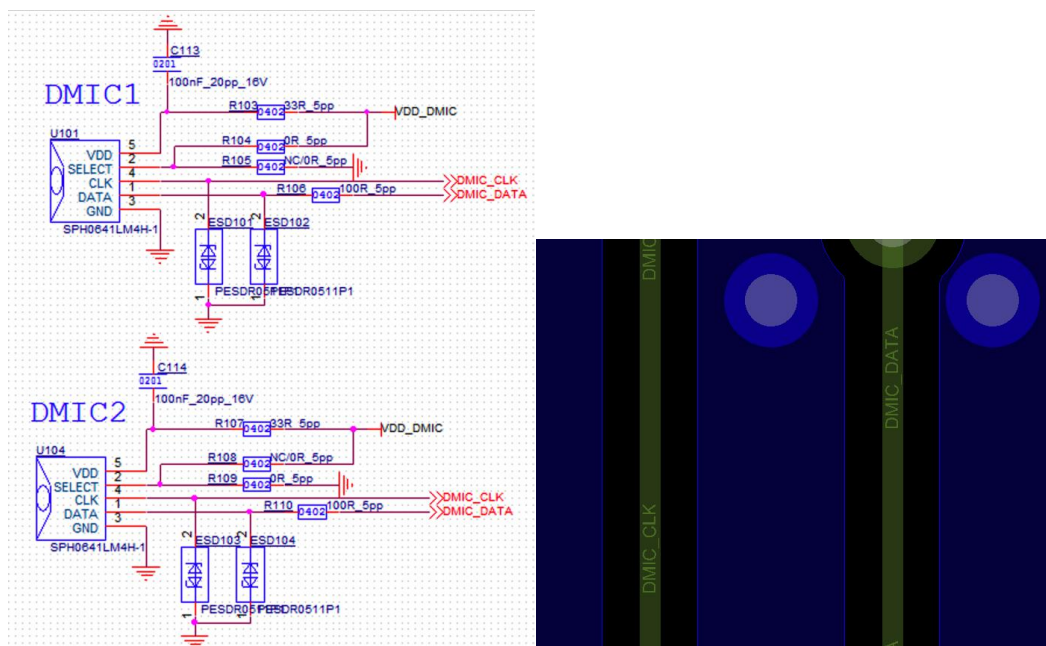 C113
0201
100nF_20pp_16V
DMIC1
R103 0402 33R_5pp
VDD_DMIC
U101
R104 0402 0R_5pp
VDD 5
R105 0402 NC/0R_5pp
SELECT 2
CLK 4
DMIC_CLK
DATA 1
R106 0402 100R_5pp
DMIC_DATA
GND 3
SPH0641LM4H-1
2 ESD101 2 ESD102
1 1
PESDR0511P1
C114
0201
100nF_20pp_16V
DMIC2
R107 0402 33R_5pp
VDD_DMIC
U104
R108 0402 NC/0R_5pp
VDD 5
R109 0402 0R_5pp
SELECT 2
CLK 4
DMIC_CLK
DATA 1
R110 0402 100R_5pp
DMIC_DATA
GND 3
SPH0641LM4H-1
2 ESD103 2 ESD104
1 1
PESDR0511P1
DMIC
DMIC_DATA
DMIC_CLK